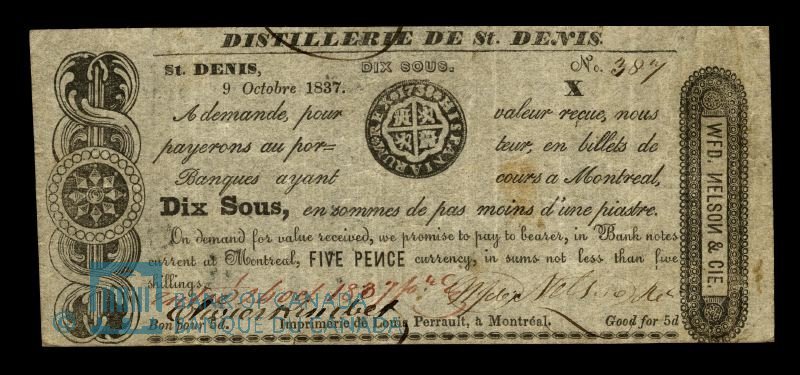 DISTILLERIE DE St. DENIS.
St. DENIS,
DIX SOUS.
No. 387
9 Octobre 1837.
X
A demande, pour valeur reçue, nous
payerons au por= teur, en billets de
Banques ayant cours a Montreal,
Dix Sous, en sommes de pas moins d'une piastre.
On demand for value received, we promise to pay to bearer, in Bank notes
current at Montreal, FIVE PENCE currency, in sums not less than five
shillings.
1837
Bon pour 5d. Imprimerie de Louis Perrault, à Montréal. Good for 5d
WFD. NELSON & CIE.
HISPANIARUM REX
© BANK OF CANADA
BANQUE DU CANADA